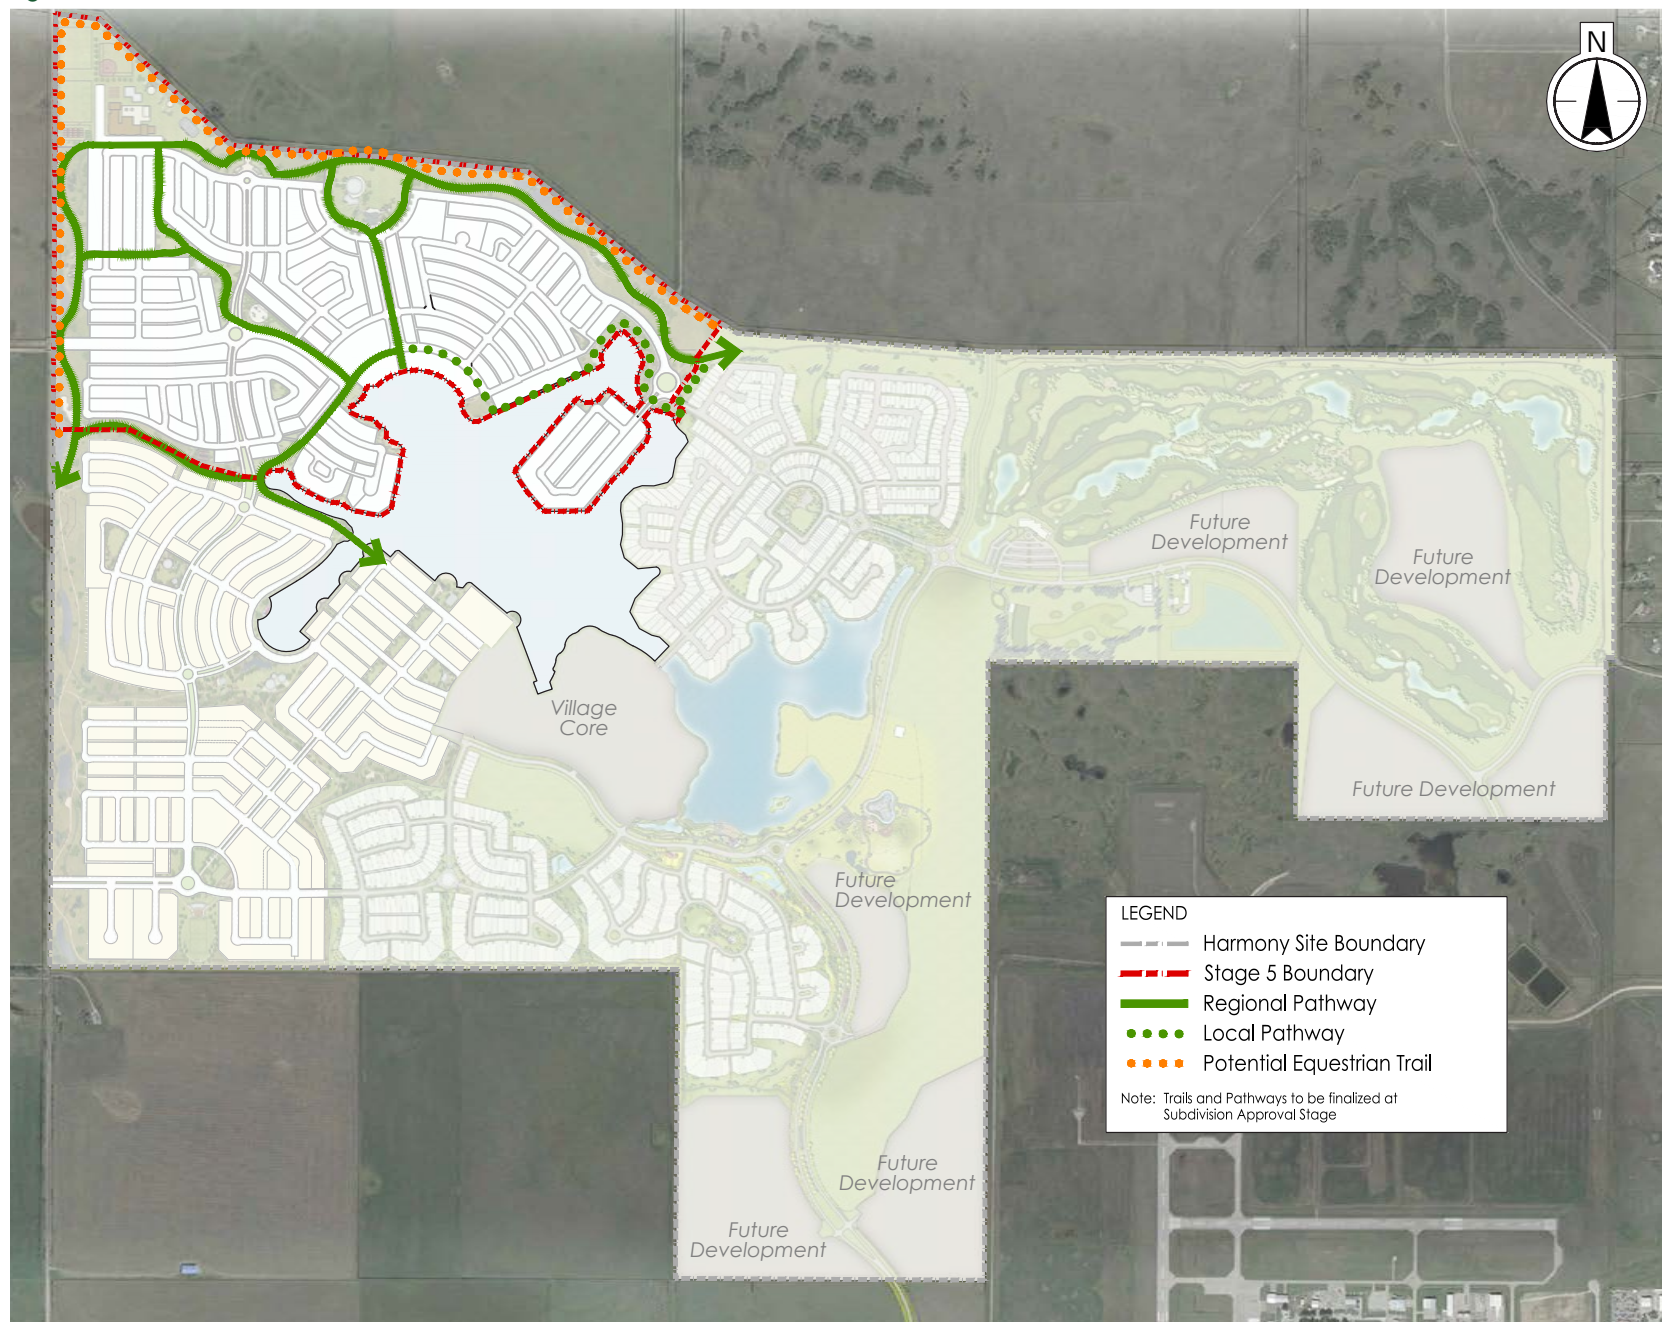 N
Future
Development
Future
Development
Village
Core
Future Development
Future
Development
LEGEND
Harmony Site Boundary
Stage 5 Boundary
Regional Pathway
Local Pathway
Potential Equestrian Trail
Note: Trails and Pathways to be finalized at
Subdivision Approval Stage
Future
Development
Future
Development